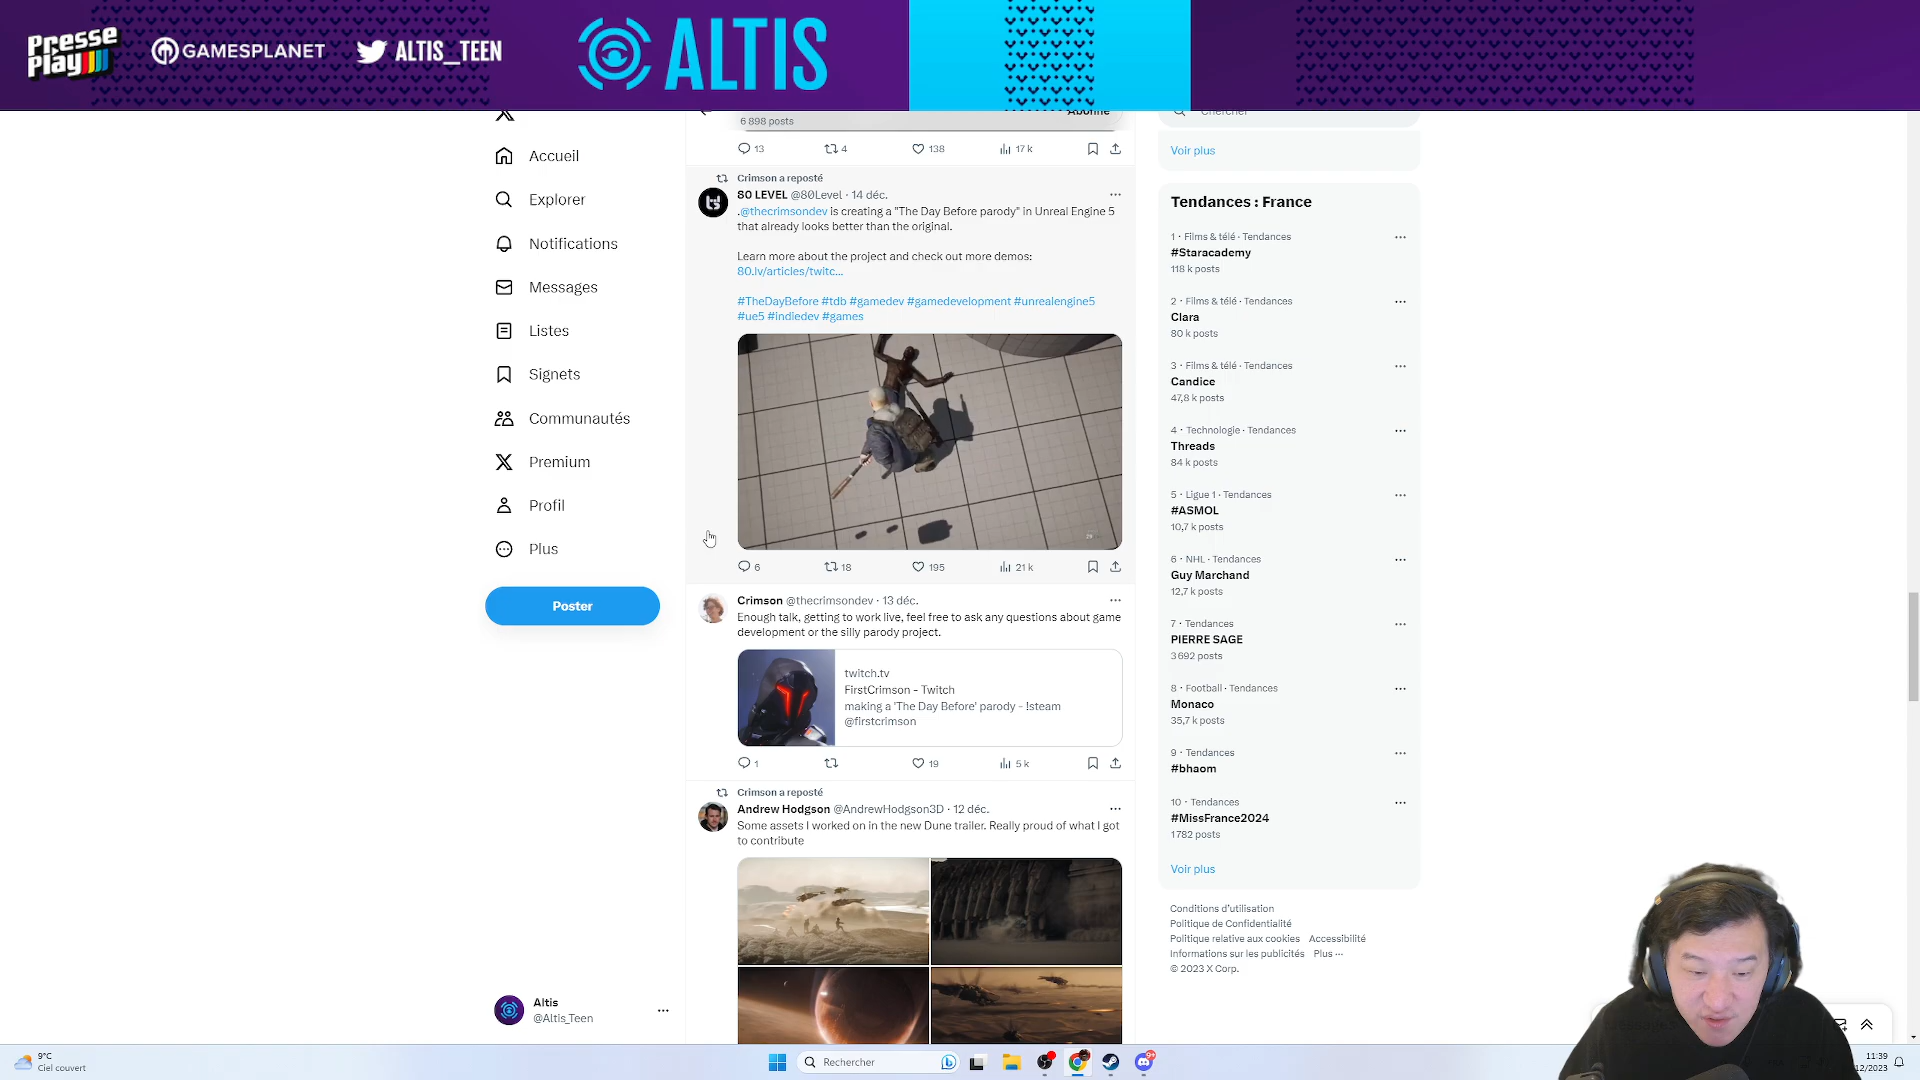 Presse
Play
GAMESPLANET
ALTIS_TEEN
ALTIS
Accueil
Explorer
Notifications
Messages
Listes
Signets
Communautés
Premium
Profil
Plus
Poster
Altis
@Altis_Teen
6 898 posts
Abonné
13
4
138
17 k
Crimson a reposté
80 LEVEL @80Level · 14 déc.
.@thecrimsondev is creating a "The Day Before parody" in Unreal Engine 5
that already looks better than the original.
Learn more about the project and check out more demos:
80.lv/articles/twitc...
#TheDayBefore #tdb #gamedev #gamedevelopment #unrealengine5
#ue5 #indiedev #games
6
18
195
21 k
Crimson @thecrimsondev · 13 déc.
Enough talk, getting to work live, feel free to ask any questions about game
development or the silly parody project.
twitch.tv
FirstCrimson - Twitch
making a 'The Day Before' parody - !steam
@firstcrimson
1
19
5 k
Crimson a reposté
Andrew Hodgson @AndrewHodgson3D · 12 déc.
Some assets I worked on in the new Dune trailer. Really proud of what I got
to contribute
Chercher
Voir plus
Tendances : France
1 · Films & télé · Tendances
#Staracademy
118 k posts
2 · Films & télé · Tendances
Clara
80 k posts
3 · Films & télé · Tendances
Candice
47,8 k posts
4 · Technologie · Tendances
Threads
84 k posts
5 · Ligue 1 · Tendances
#ASMOL
10,7 k posts
6 · NHL · Tendances
Guy Marchand
12,7 k posts
7 · Tendances
PIERRE SAGE
3 692 posts
8 · Football · Tendances
Monaco
35,7 k posts
9 · Tendances
#bhaom
10 · Tendances
#MissFrance2024
1 782 posts
Voir plus
Conditions d'utilisation
Politique de Confidentialité
Politique relative aux cookies Accessibilité
Informations sur les publicités Plus ···
© 2023 X Corp.
9°C
Ciel couvert
Rechercher
9+
11:39
12/2023